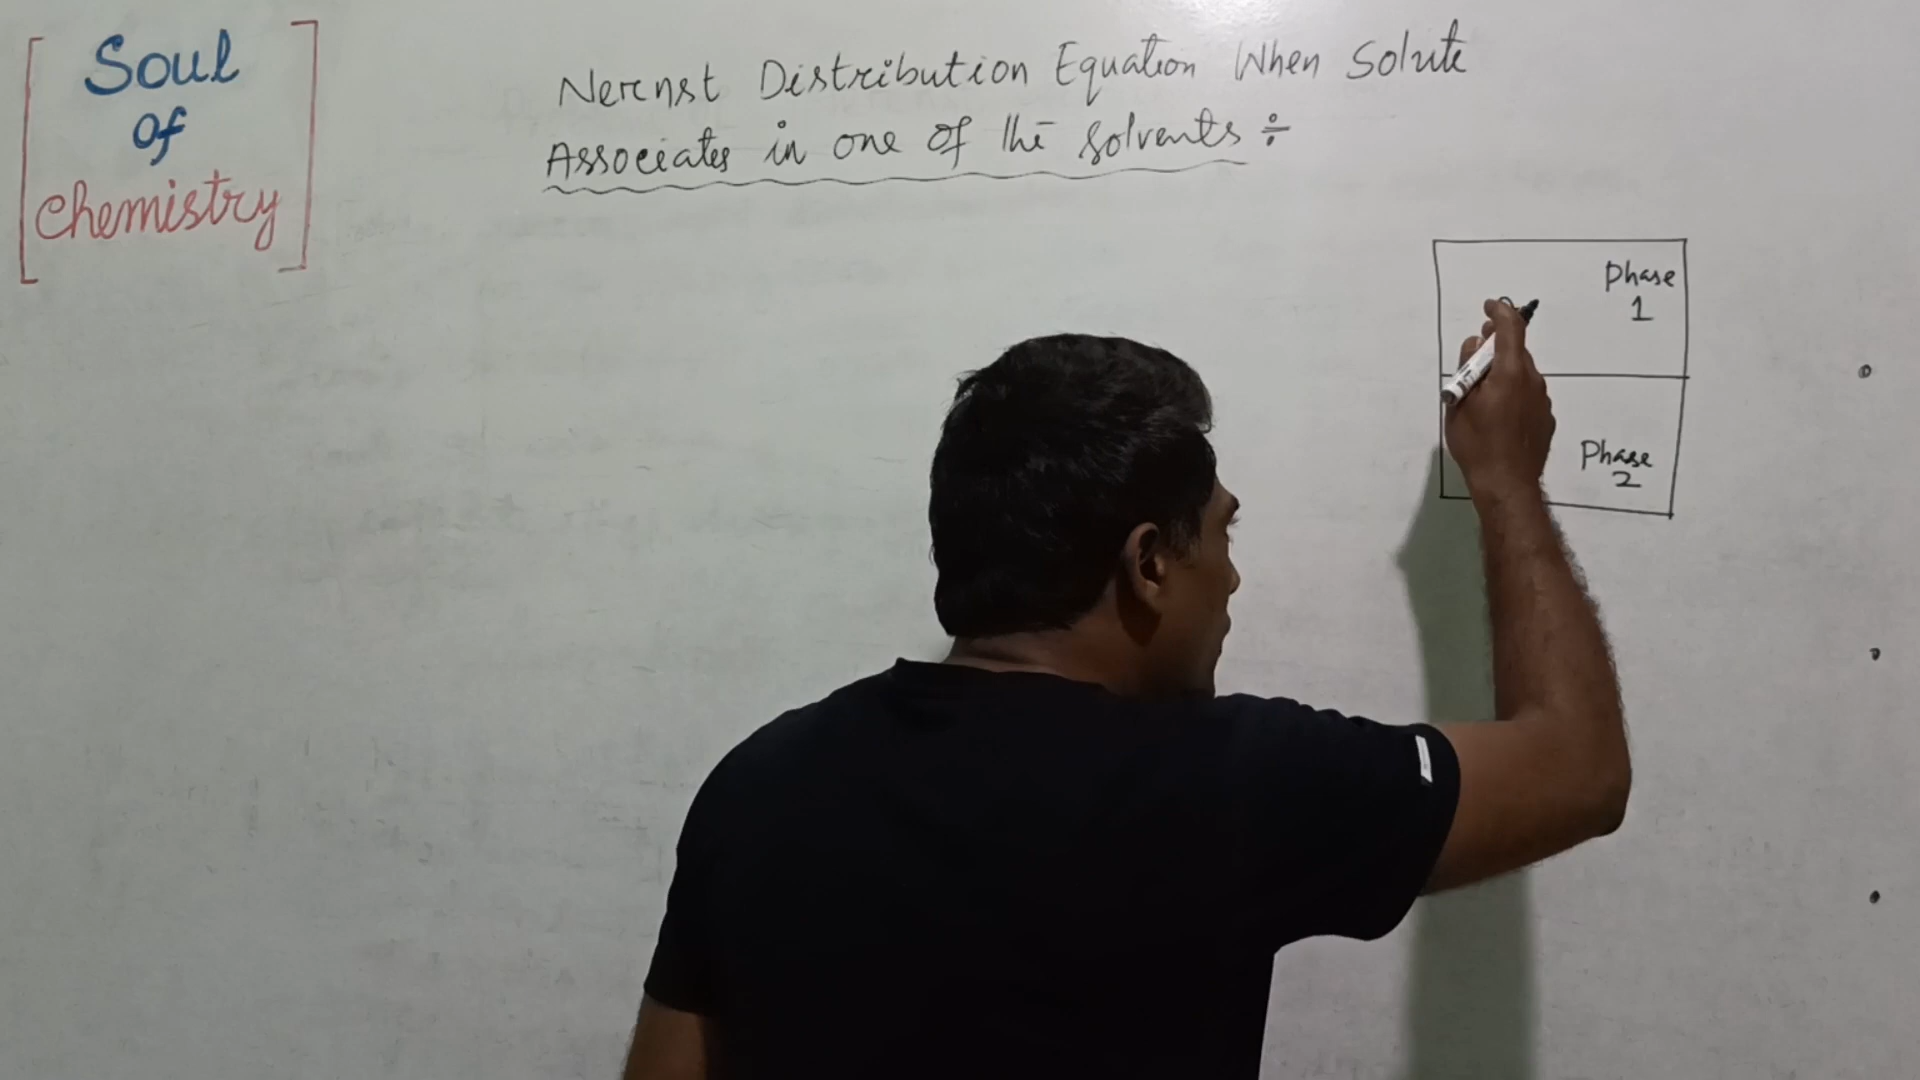 Soul
Of
Chemistry
Nernst Distribution Equation When Solute
Associates in one of the Solvents ÷
Phase
1
Phase
2